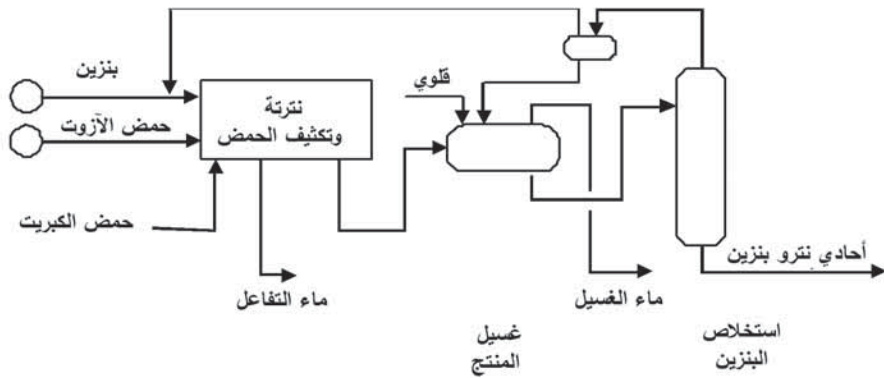 بنزين
قلوي
نترتة
وتكثيف الحمض
حمض الآزوت
حمض الكبريت
أحادي نترو بنزين
ماء التفاعل
ماء الغسيل
غسيل
المنتج
استخلاص
البنزين